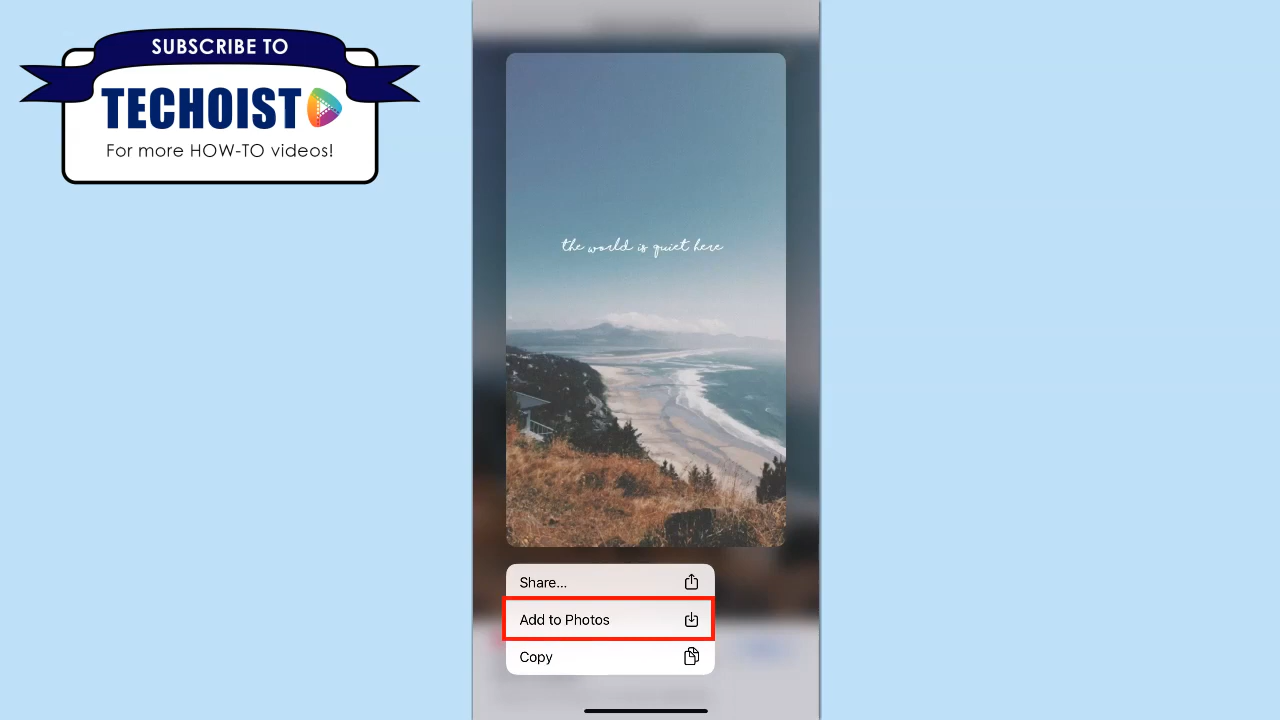 SUBSCRIBE TO
TECHOIST
For more HOW-TO videos!
the world is quiet here
Share...
Add to Photos
Copy